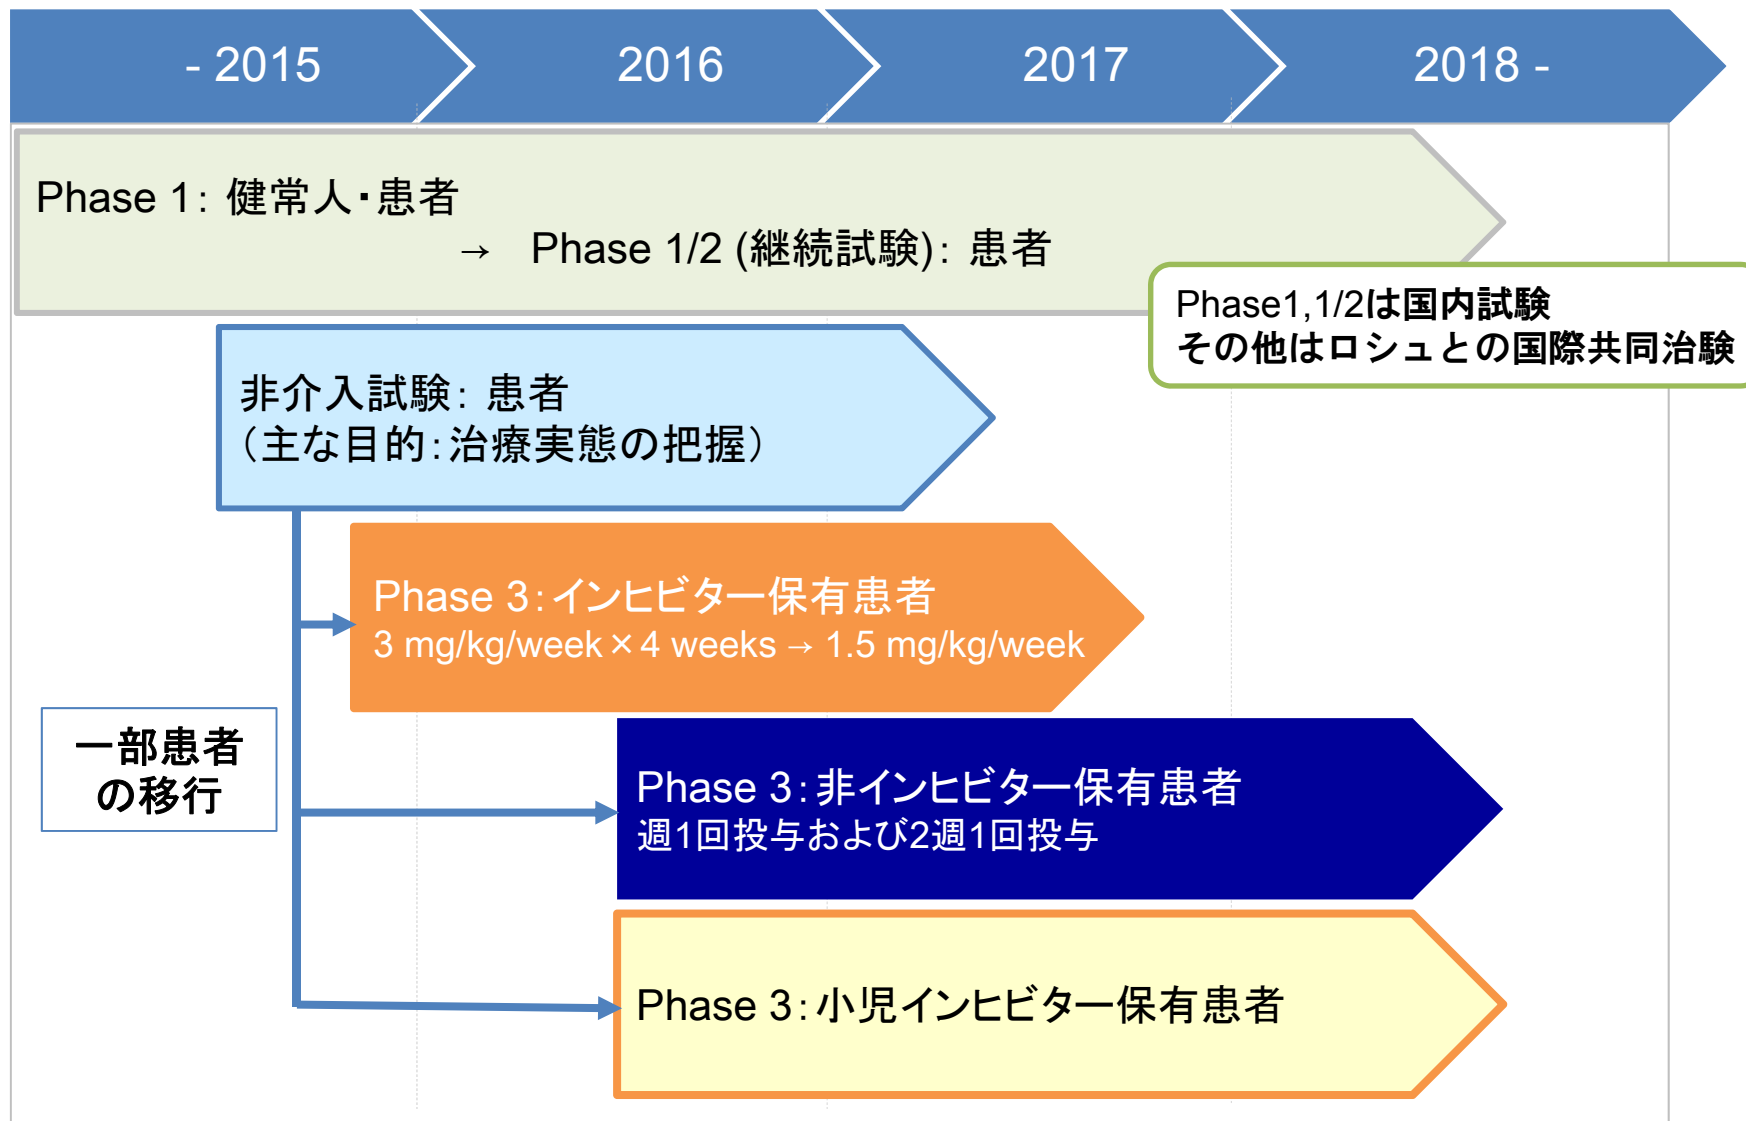 - 2015
2016
2017
2018 -
Phase 1: 健常人・患者
→ Phase 1/2 (継続試験): 患者
Phase1,1/2は国内試験
その他はロシュとの国際共同治験
非介入試験: 患者
(主な目的:治療実態の把握)
Phase 3:インヒビター保有患者
3 mg/kg/week×4 weeks → 1.5 mg/kg/week
一部患者
の移行
Phase 3:非インヒビター保有患者
週1回投与および2週1回投与
Phase 3:小児インヒビター保有患者